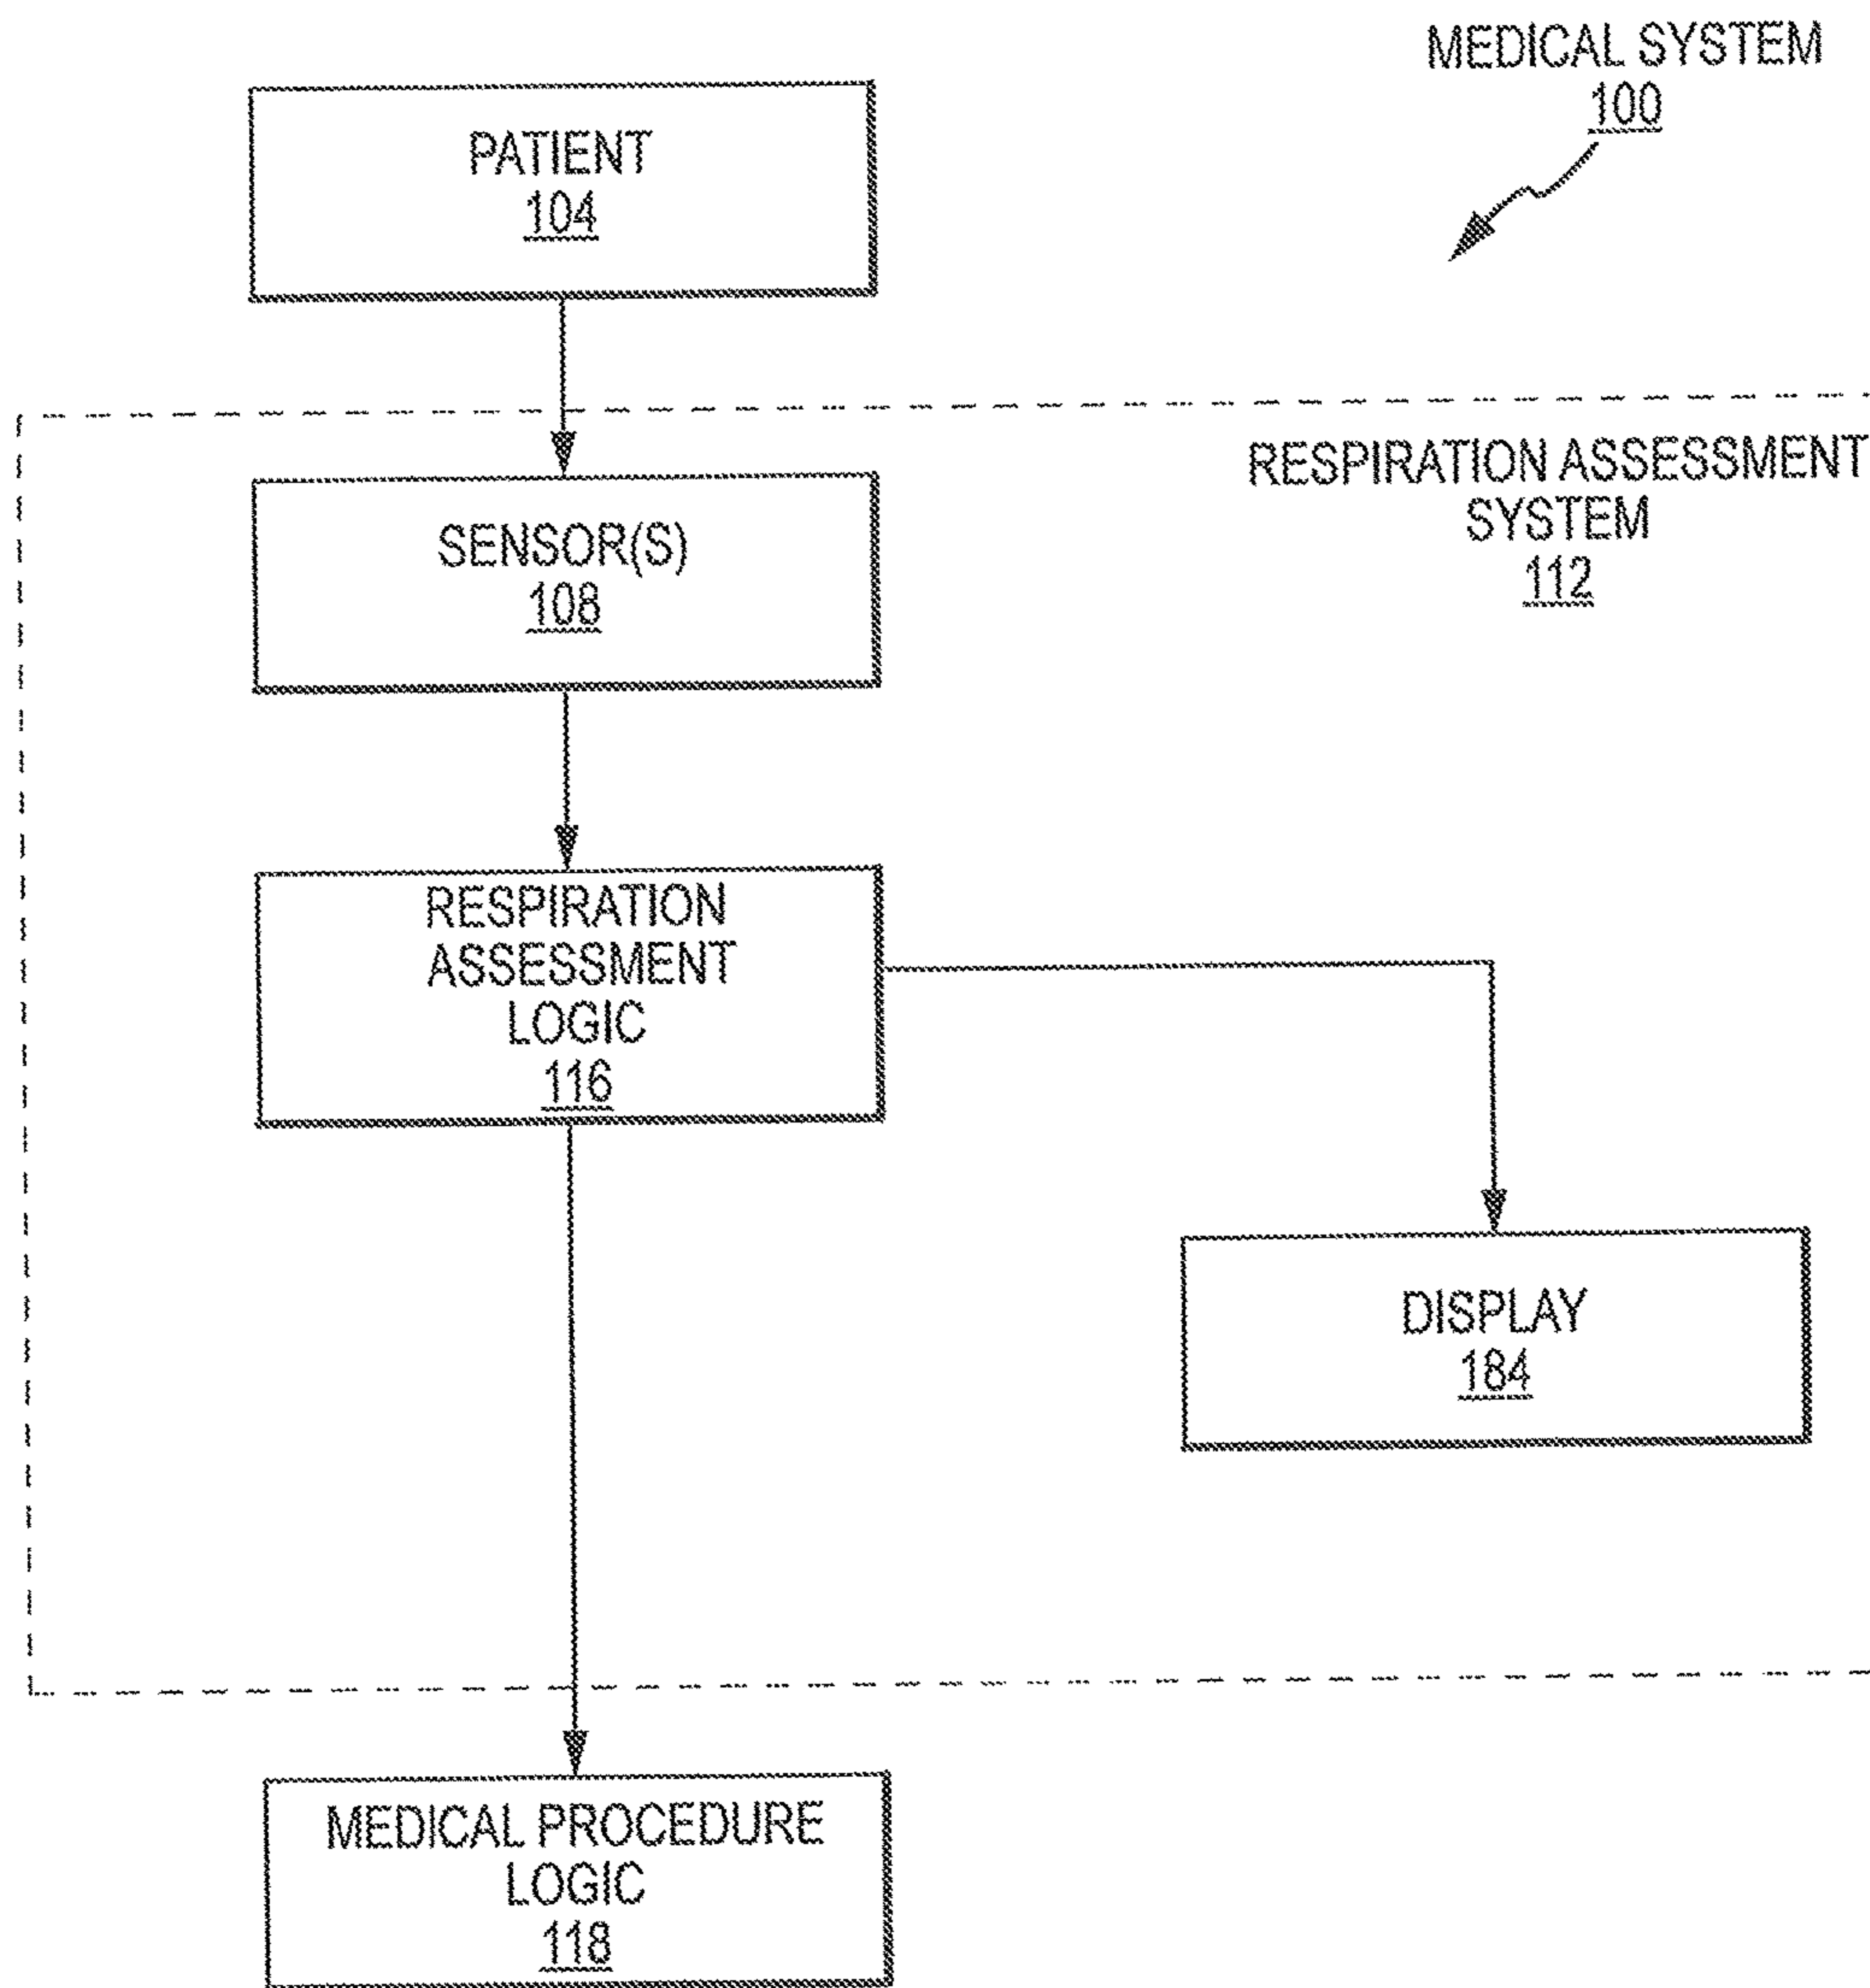 MEDICAL SYSTEM
100
PATIENT
104
RESPIRATION ASSESSMENT
SYSTEM
112
SENSOR(S)
108
RESPIRATION
ASSESSMENT
LOGIC
116
DISPLAY
184
MEDICAL PROCEDURE
LOGIC
118